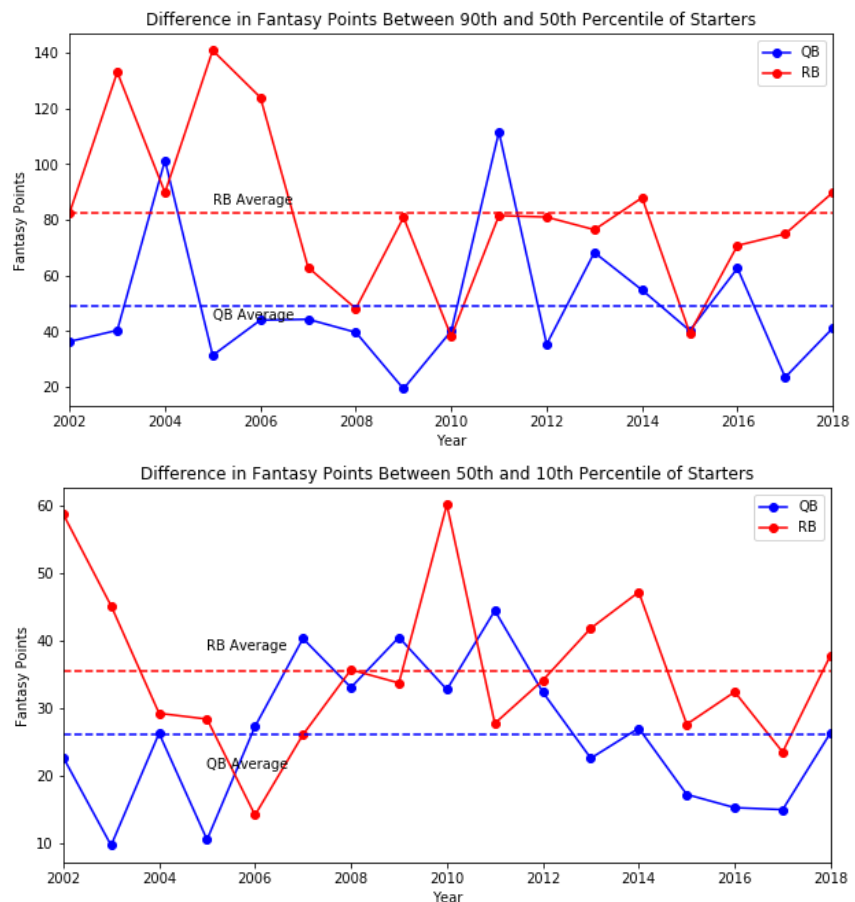 Difference in Fantasy Points Between 90th and 50th Percentile of Starters
140
120
100
80
60
40
20
Fantasy Points
QB
RB
RB Average
QB Average
2002 2004 2006 2008 2010 2012 2014 2016 2018
Year
Difference in Fantasy Points Between 50th and 10th Percentile of Starters
60
50
40
30
20
10
Fantasy Points
QB
RB
RB Average
QB Average
2002 2004 2006 2008 2010 2012 2014 2016 2018
Year